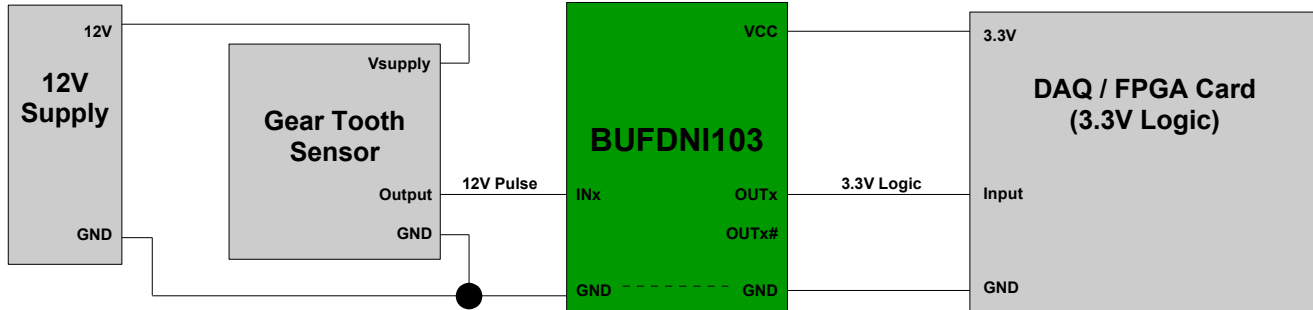 12V
12V
Supply
GND
Vsupply
Gear Tooth
Sensor
Output
GND
12V Pulse
VCC
BUFDNI103
INx
OUTx
OUTx#
GND
GND
3.3V Logic
3.3V
DAQ / FPGA Card
(3.3V Logic)
Input
GND